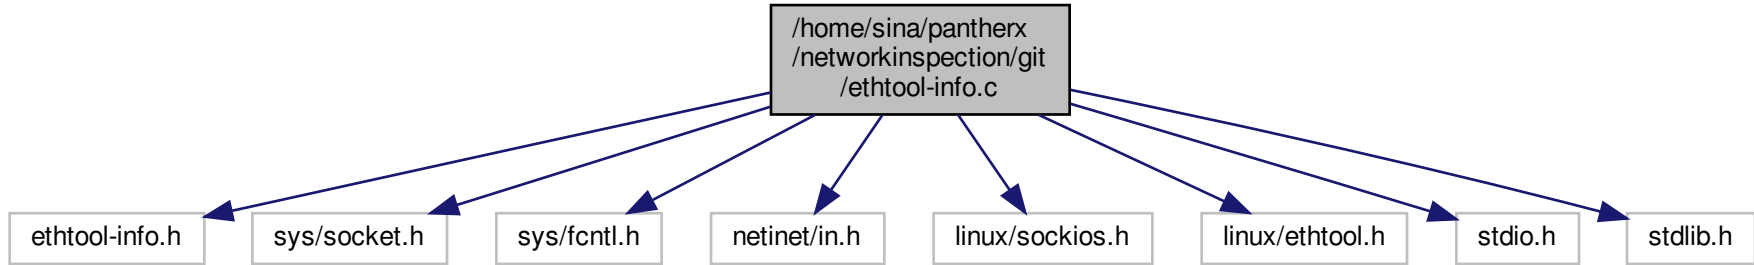 /home/sina/pantherx
/networkinspection/git
/ethtool-info.c
ethtool-info.h
sys/socket.h
sys/fcntl.h
netinet/in.h
linux/sockios.h
linux/ethtool.h
stdio.h
stdlib.h